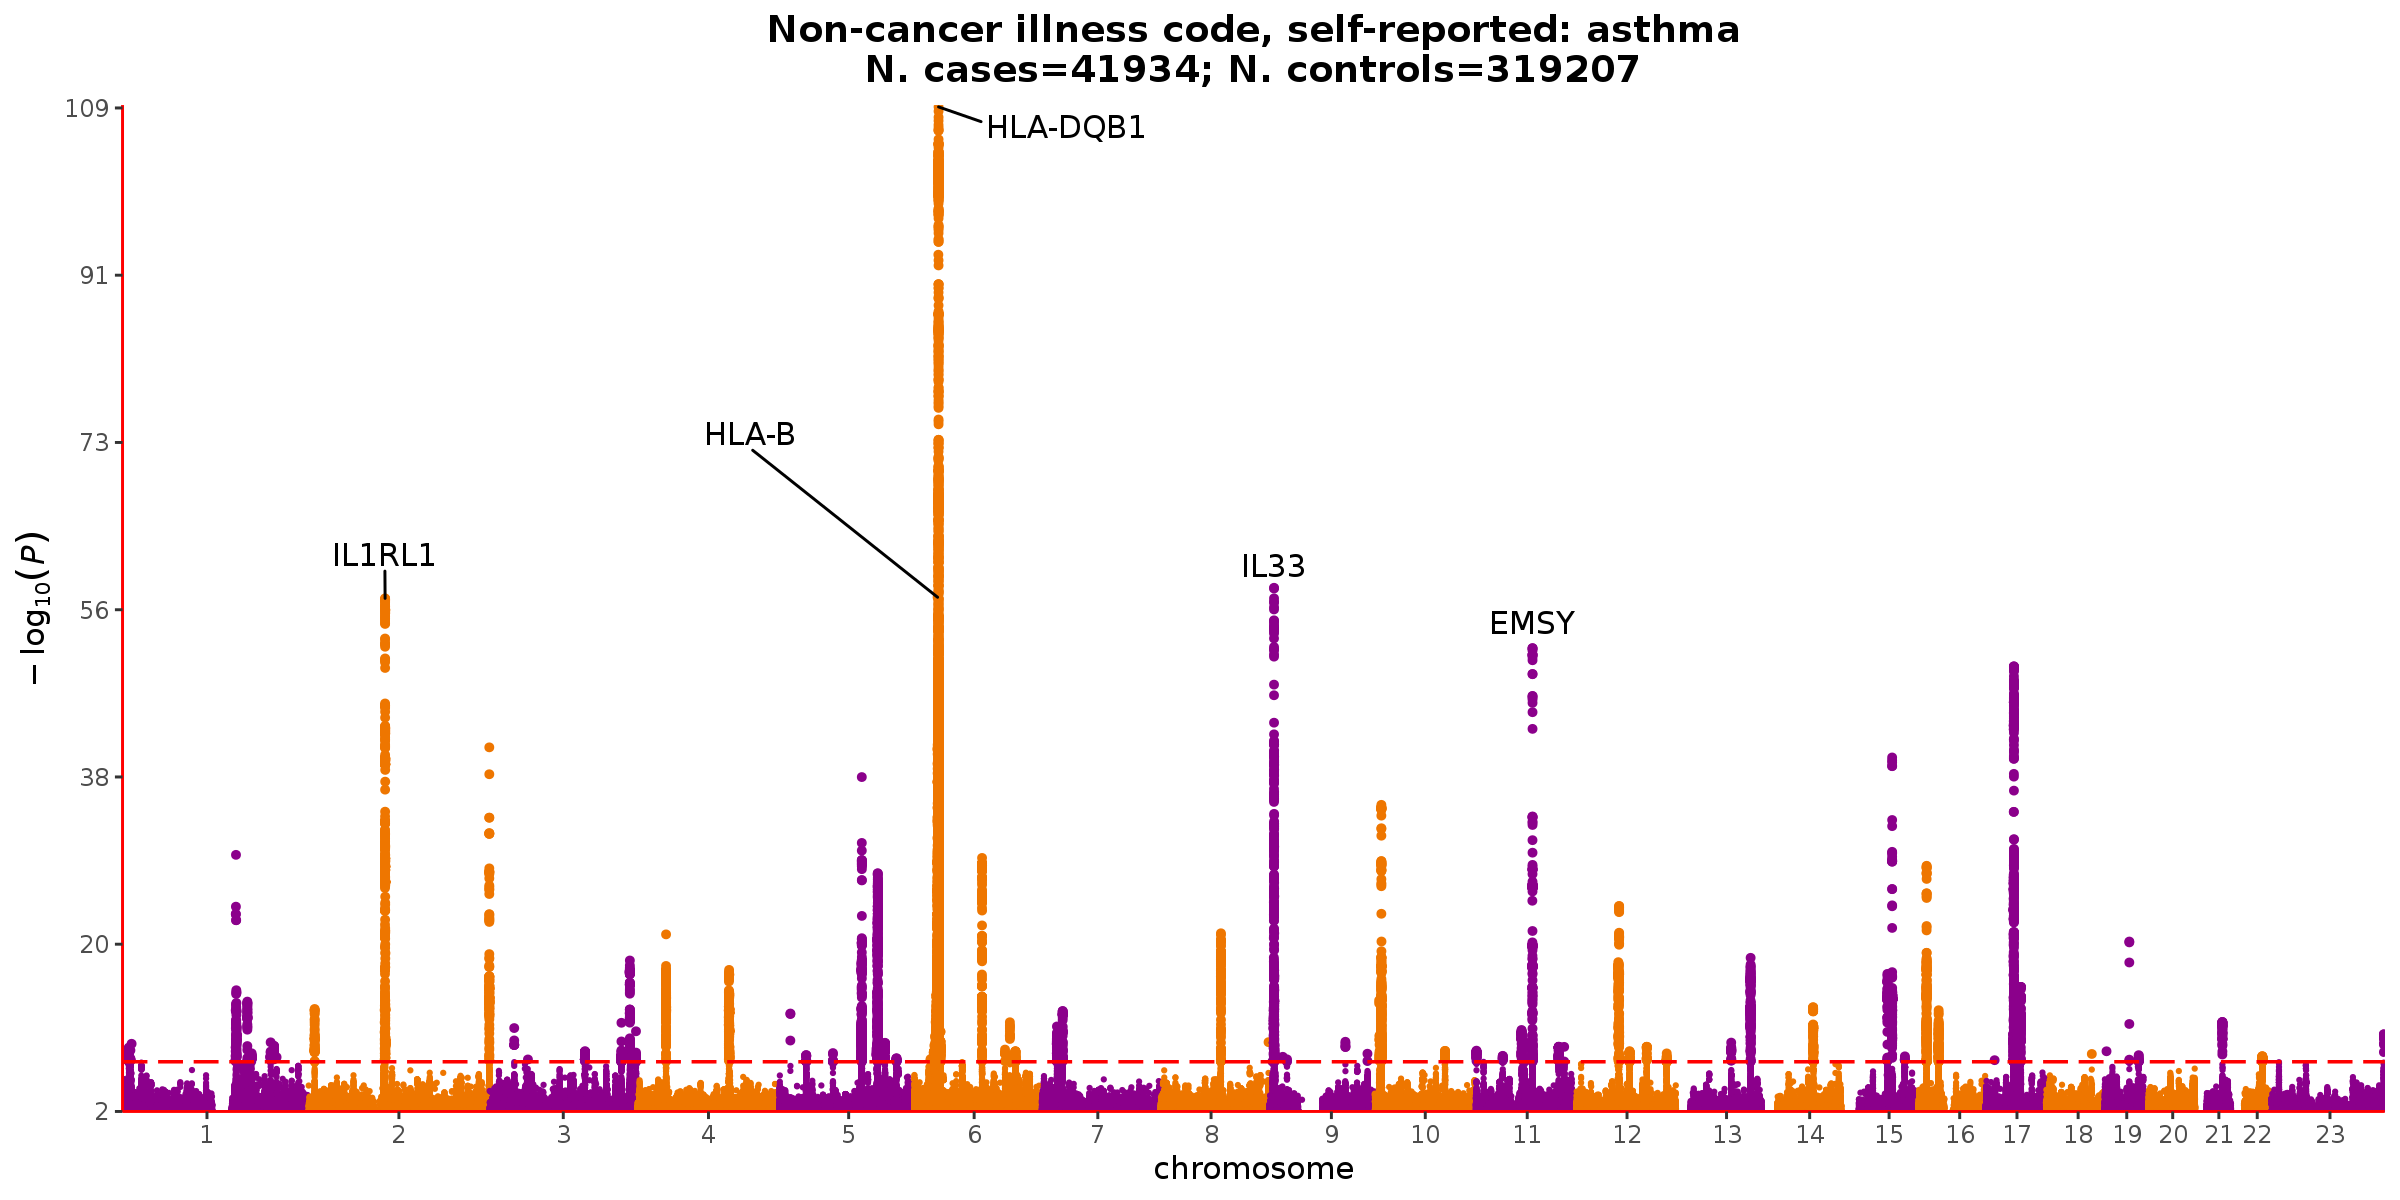 Non-cancer illness code, self-reported: asthma
N. cases=41934; N. controls=319207
109
91
73
56
38
20
2
−log10(P)
HLA-DQB1
HLA-B
IL1RL1
IL33
EMSY
1 2 3 4 5 6 7 8 9 10 11 12 13 14 15 16 17 18 19 20 21 22 23
chromosome